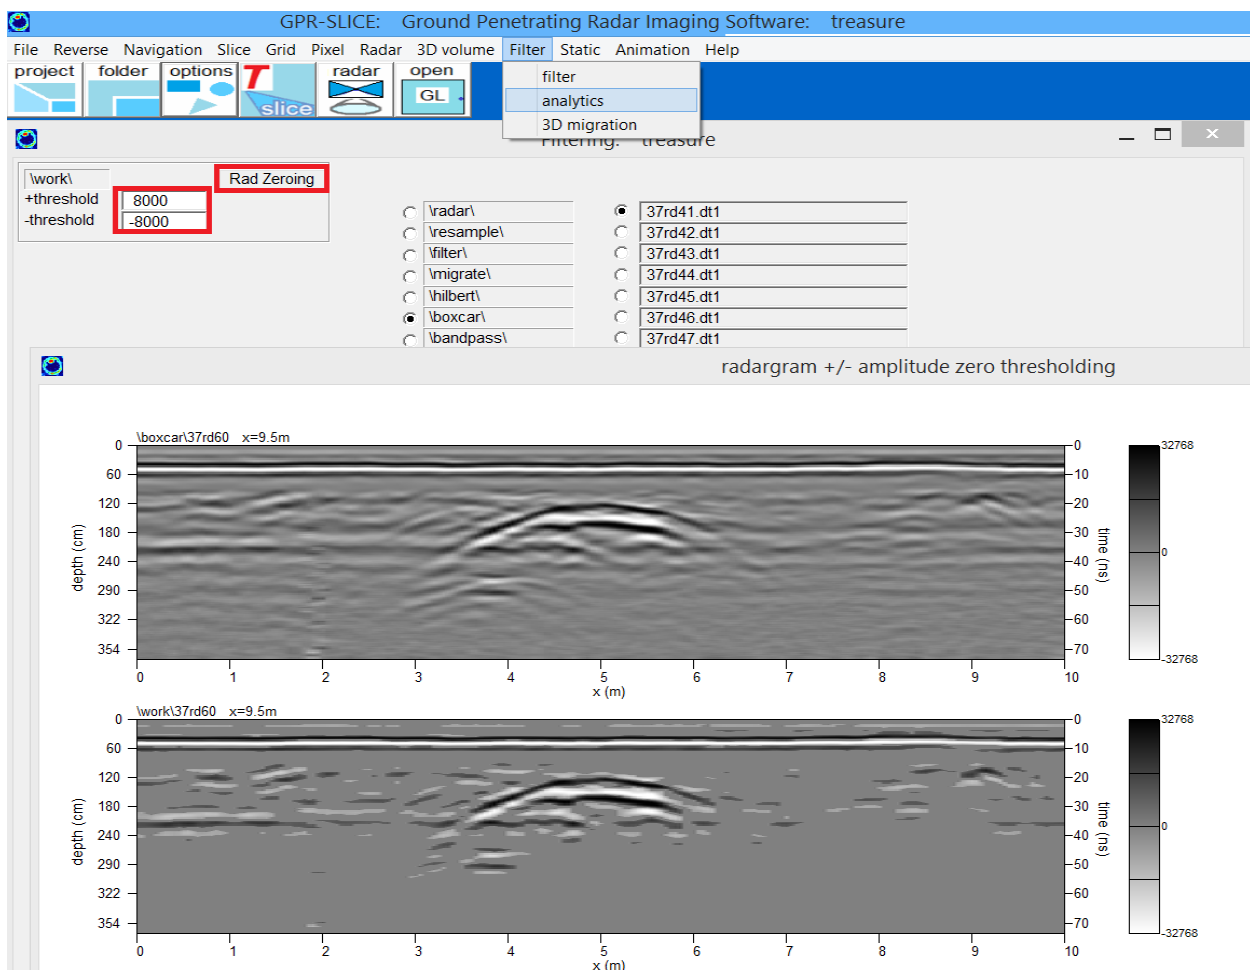 GPR-SLICE: Ground Penetrating Radar Imaging Software: treasure
File Reverse Navigation Slice Grid Pixel Radar 3D volume Filter Static Animation Help
project folder options T slice radar open GL
filter
analytics
3D migration
Filtering: treasure
\work\ Rad Zeroing
+threshold 8000
-threshold -8000
\radar\ 37rd41.dt1
\resample\ 37rd42.dt1
\filter\ 37rd43.dt1
\migrate\ 37rd44.dt1
\hilbert\ 37rd45.dt1
\boxcar\ 37rd46.dt1
\bandpass\ 37rd47.dt1
radargram +/- amplitude zero thresholding
\boxcar\37rd60 x=9.5m
0 0 32768
60 10
120 20
180 30
240 40
290 50
322 60
354 70
depth (cm)
time (ns)
0
-32768
0 1 2 3 4 5 6 7 8 9 10
x (m)
\work\37rd60 x=9.5m
0 0 32768
60 10
120 20
180 30
240 40
290 50
322 60
354 70
depth (cm)
time (ns)
0
-32768
0 1 2 3 4 5 6 7 8 9 10
x (m)